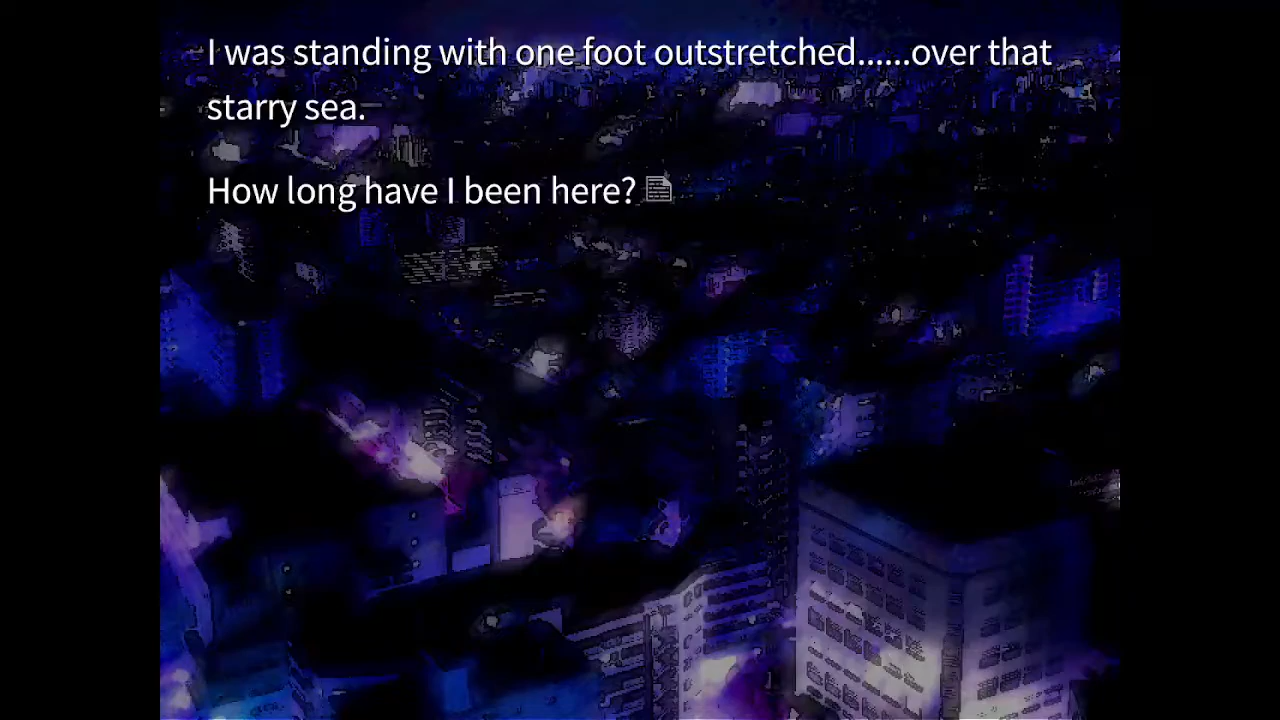 I was standing with one foot outstretched......over that
starry sea.
How long have I been here?